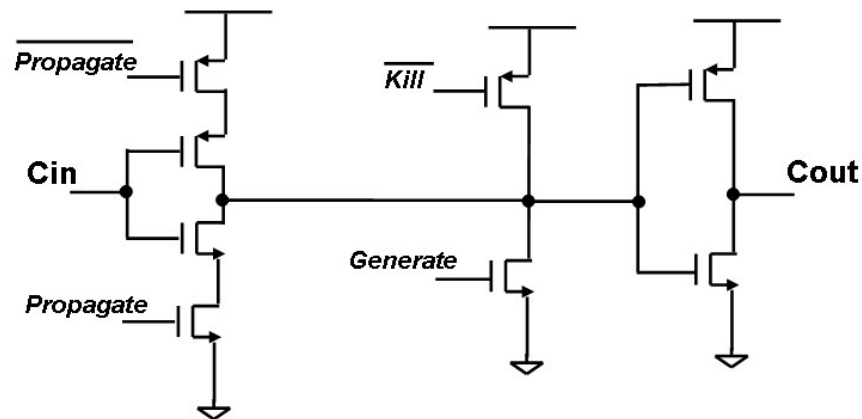 Propagate
Kill
Cin
Cout
Generate
Propagate